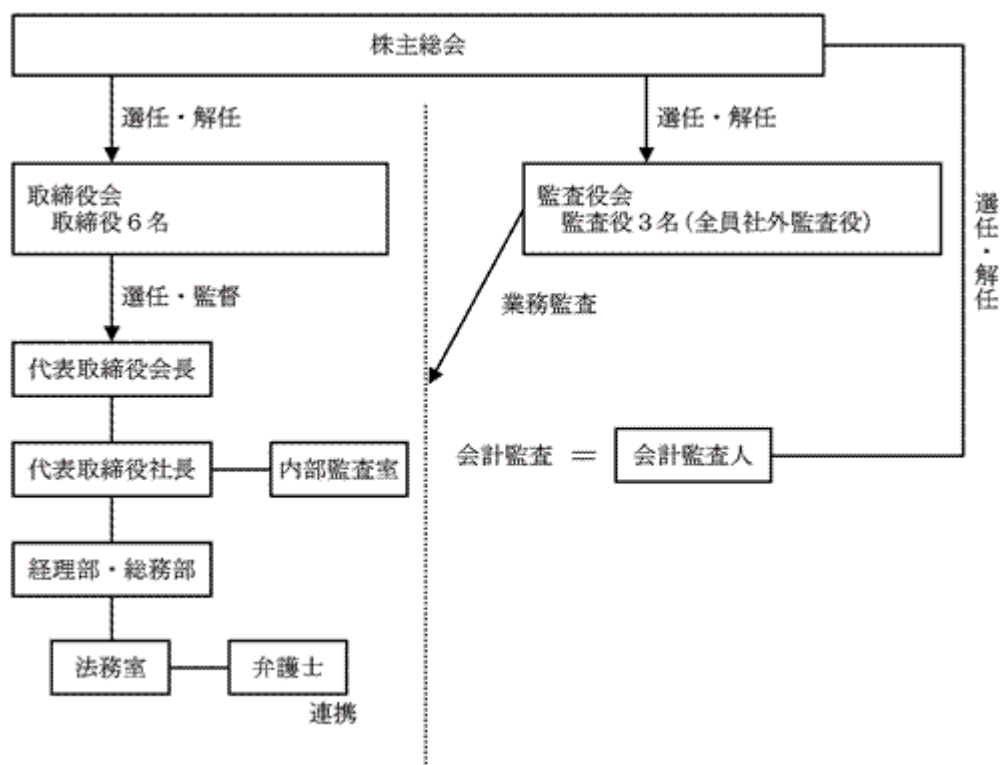 株主総会
選任・解任
選任・解任
取締役会
取締役６名
監査役会
監査役３名(全員社外監査役)
選任・解任
選任・監督
業務監査
代表取締役会長
代表取締役社長
内部監査室
会計監査 ＝ 会計監査人
経理部・総務部
法務室
弁護士
連携